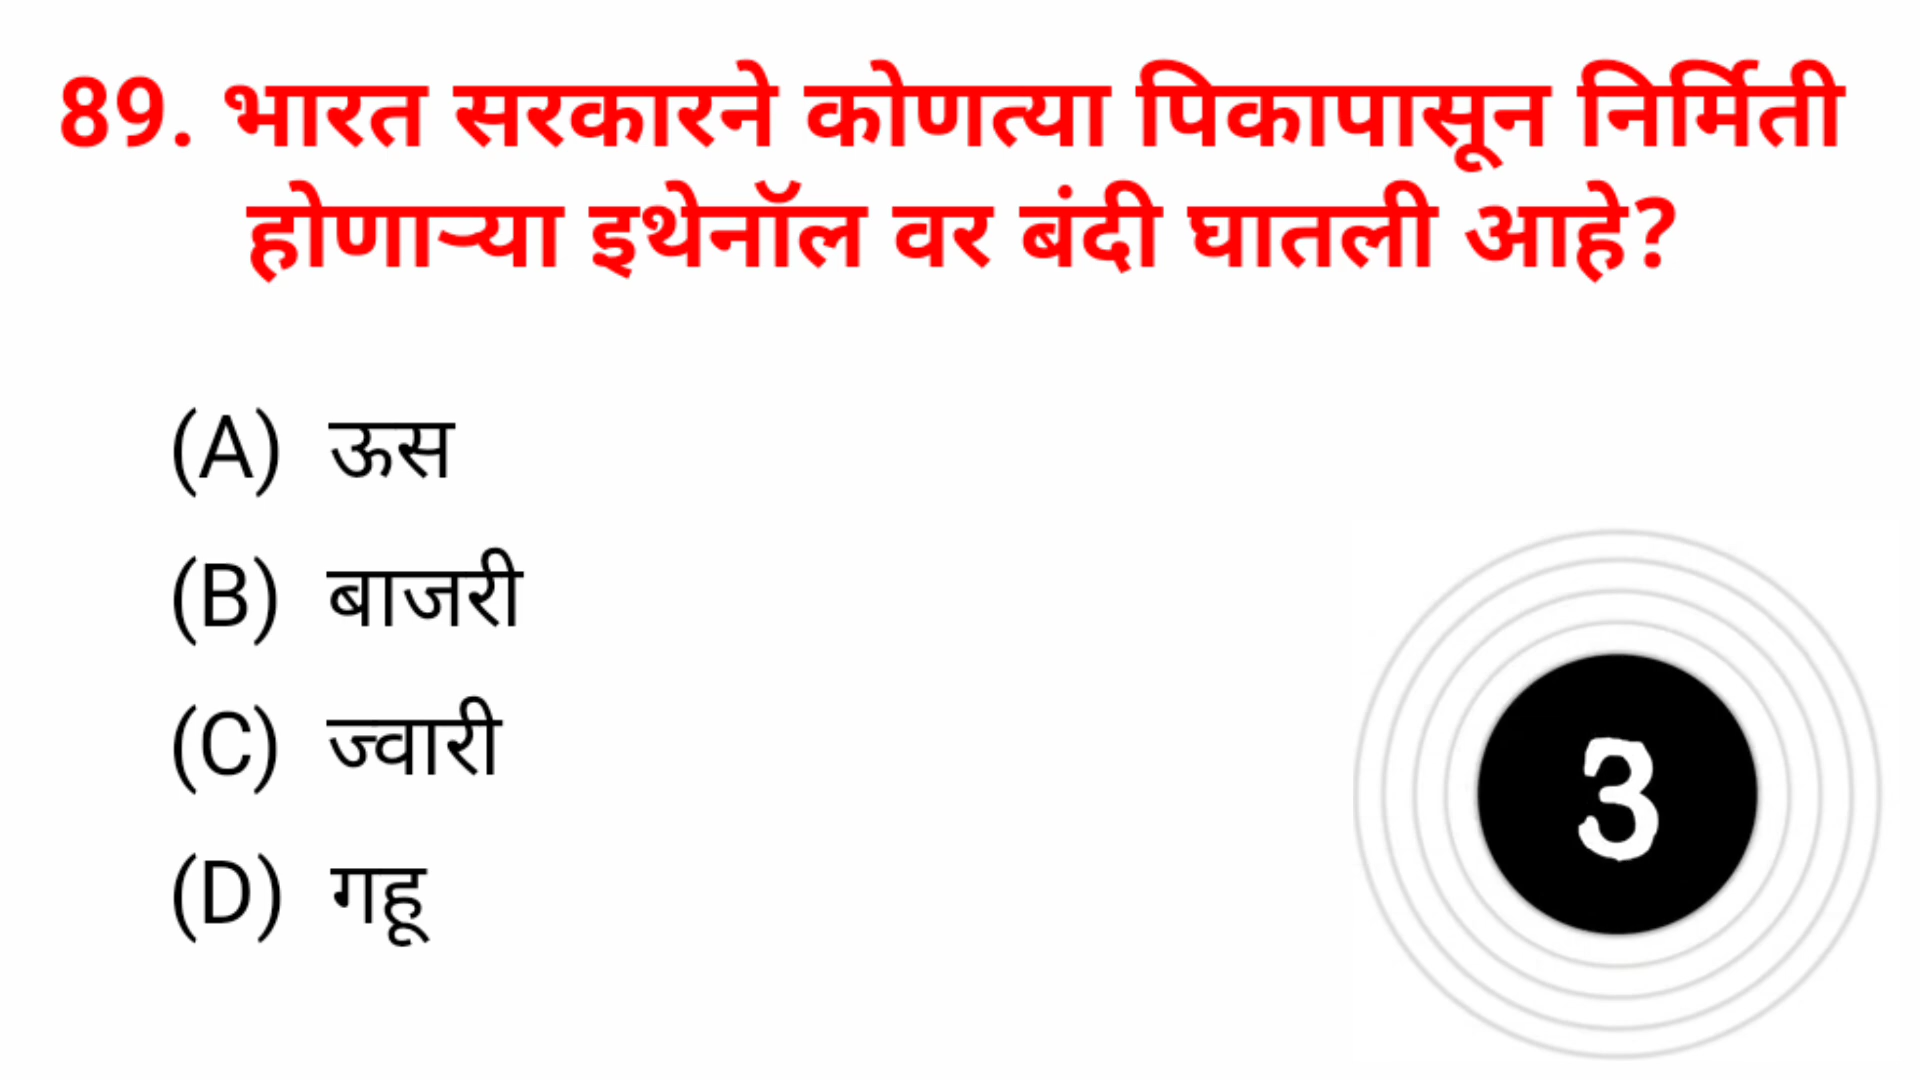 89. भारत सरकारने कोणत्या पिकापासून निर्मिती
होणाऱ्या इथेनॉल वर बंदी घातली आहे?
(A) ऊस
(B) बाजरी
(C) ज्वारी
(D) गहू
3